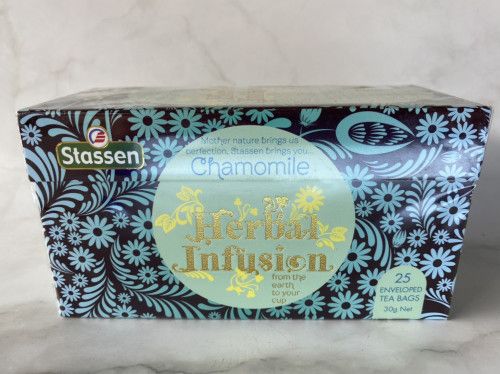 Stassen
Mother nature brings us
perfection, Stassen brings you...
Chamomile
Herbal
Infusion
from the
earth
to your
cup
25
ENVELOPED
TEA BAGS
30g Net